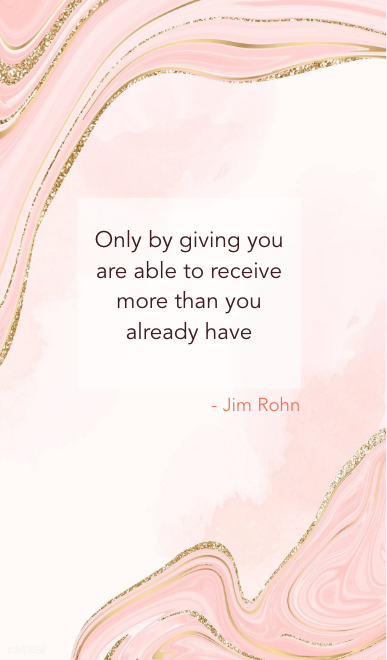 Only by giving you
are able to receive
more than you
already have
- Jim Rohn